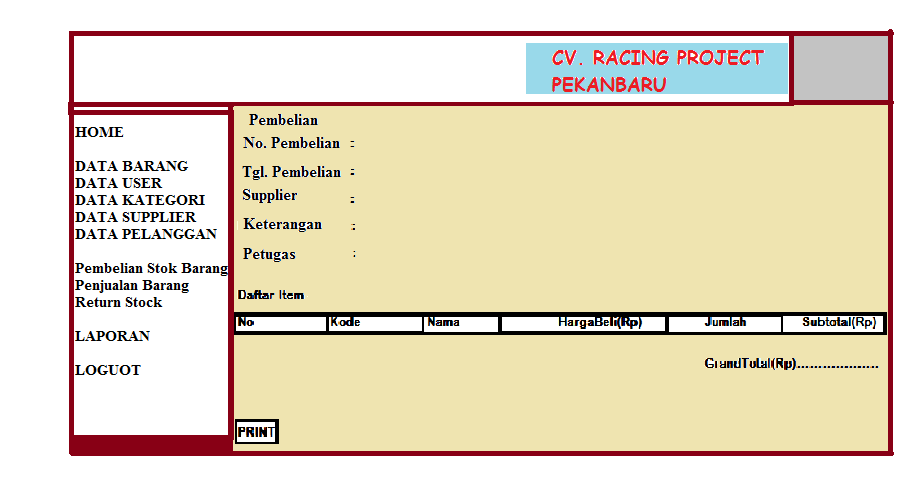 CV. RACING PROJECT
PEKANBARU
HOME
DATA BARANG
DATA USER
DATA KATEGORI
DATA SUPPLIER
DATA PELANGGAN
Pembelian Stok Barang
Penjualan Barang
Return Stock
LAPORAN
LOGUOT
Pembelian
No. Pembelian :
Tgl. Pembelian :
Supplier :
Keterangan :
Petugas :
Daftar Item
No Kode Nama HargaBeli(Rp) Jumlah Subtotal(Rp)
GrandTotal(Rp)....................
PRINT